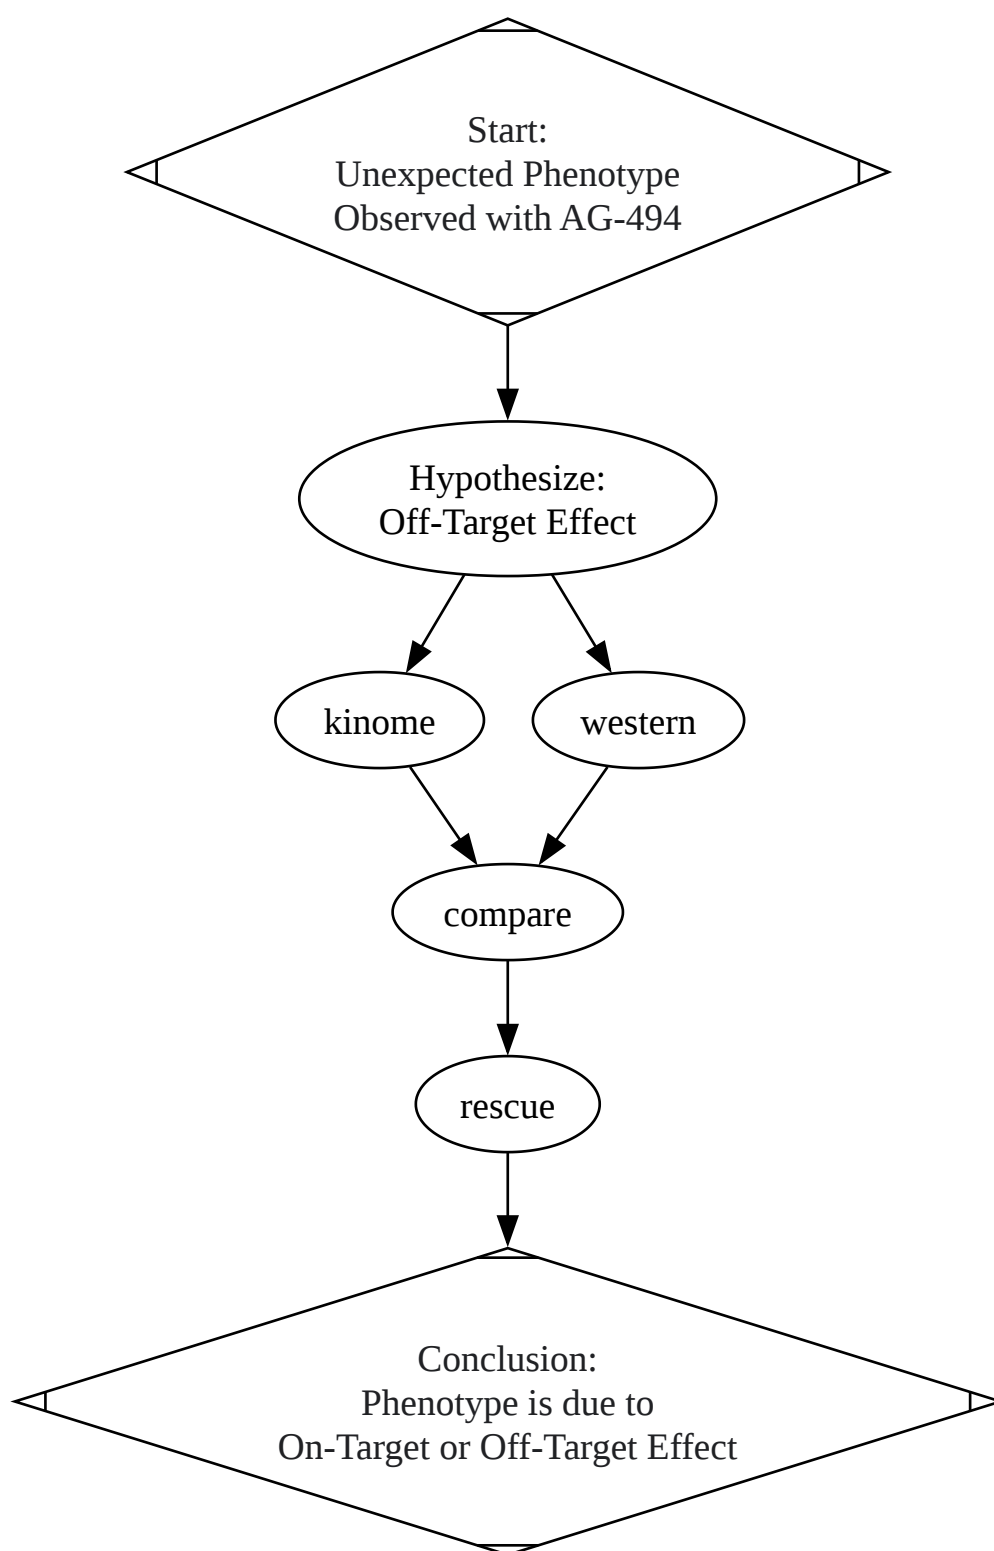 Start:
Unexpected Phenotype
Observed with AG-494
Hypothesize:
Off-Target Effect
kinome
western
compare
rescue
Conclusion:
Phenotype is due to
On-Target or Off-Target Effect